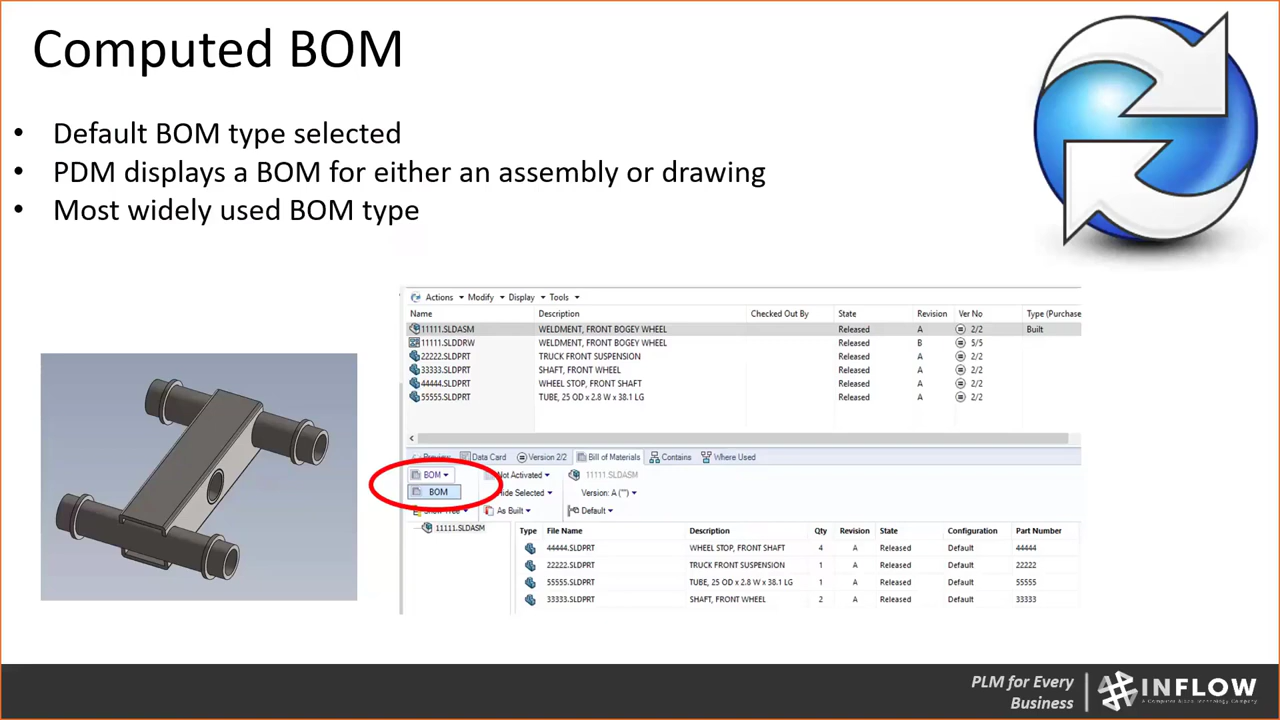 Computed BOM
• Default BOM type selected
• PDM displays a BOM for either an assembly or drawing
• Most widely used BOM type
Actions Modify Display Tools
Name Description Checked Out By State Revision Ver No Type (Purchase
11111.SLDASM WELDMENT, FRONT BOGEY WHEEL Released A 2/2 Built
11111.SLDDRW WELDMENT, FRONT BOGEY WHEEL Released B 5/5
22222.SLDPRT TRUCK FRONT SUSPENSION Released A 2/2
33333.SLDPRT SHAFT, FRONT WHEEL Released A 2/2
44444.SLDPRT WHEEL STOP, FRONT SHAFT Released A 2/2
55555.SLDPRT TUBE, 25 OD x 2.8 W x 38.1 LG Released A 2/2
Preview Data Card Version 2/2 Bill of Materials Contains Where Used
BOM Not Activated 11111 SLDASM
BOM Hide Selected Version: A ("")
Show Tree As Built Default
11111.SLDASM
Type File Name Description Qty Revision State Configuration Part Number
44444.SLDPRT WHEEL STOP, FRONT SHAFT 4 A Released Default 44444
22222.SLDPRT TRUCK FRONT SUSPENSION 1 A Released Default 22222
55555.SLDPRT TUBE, 25 OD x 2.8 W x 38.1 LG 1 A Released Default 55555
33333.SLDPRT SHAFT, FRONT WHEEL 2 A Released Default 33333
PLM for Every
Business
INFLOW